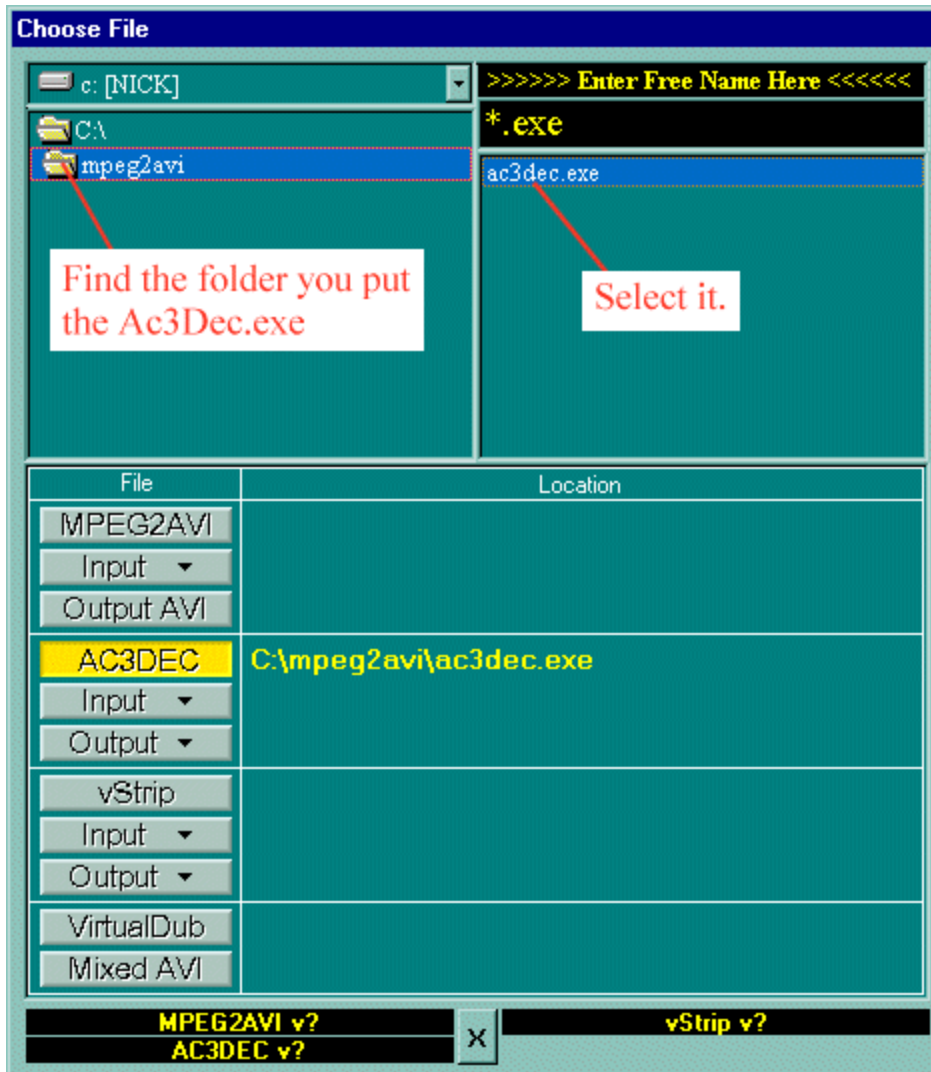 Choose File
c: [NICK]
>>>>>> Enter Free Name Here <<<<<<
*.exe
C:\
mpeg2avi
ac3dec.exe
Find the folder you put
the Ac3Dec.exe
Select it.
File
Location
MPEG2AVI
Input
Output AVI
AC3DEC
C:\mpeg2avi\ac3dec.exe
Input
Output
vStrip
Input
Output
VirtualDub
Mixed AVI
MPEG2AVI v?
AC3DEC v?
X
vStrip v?